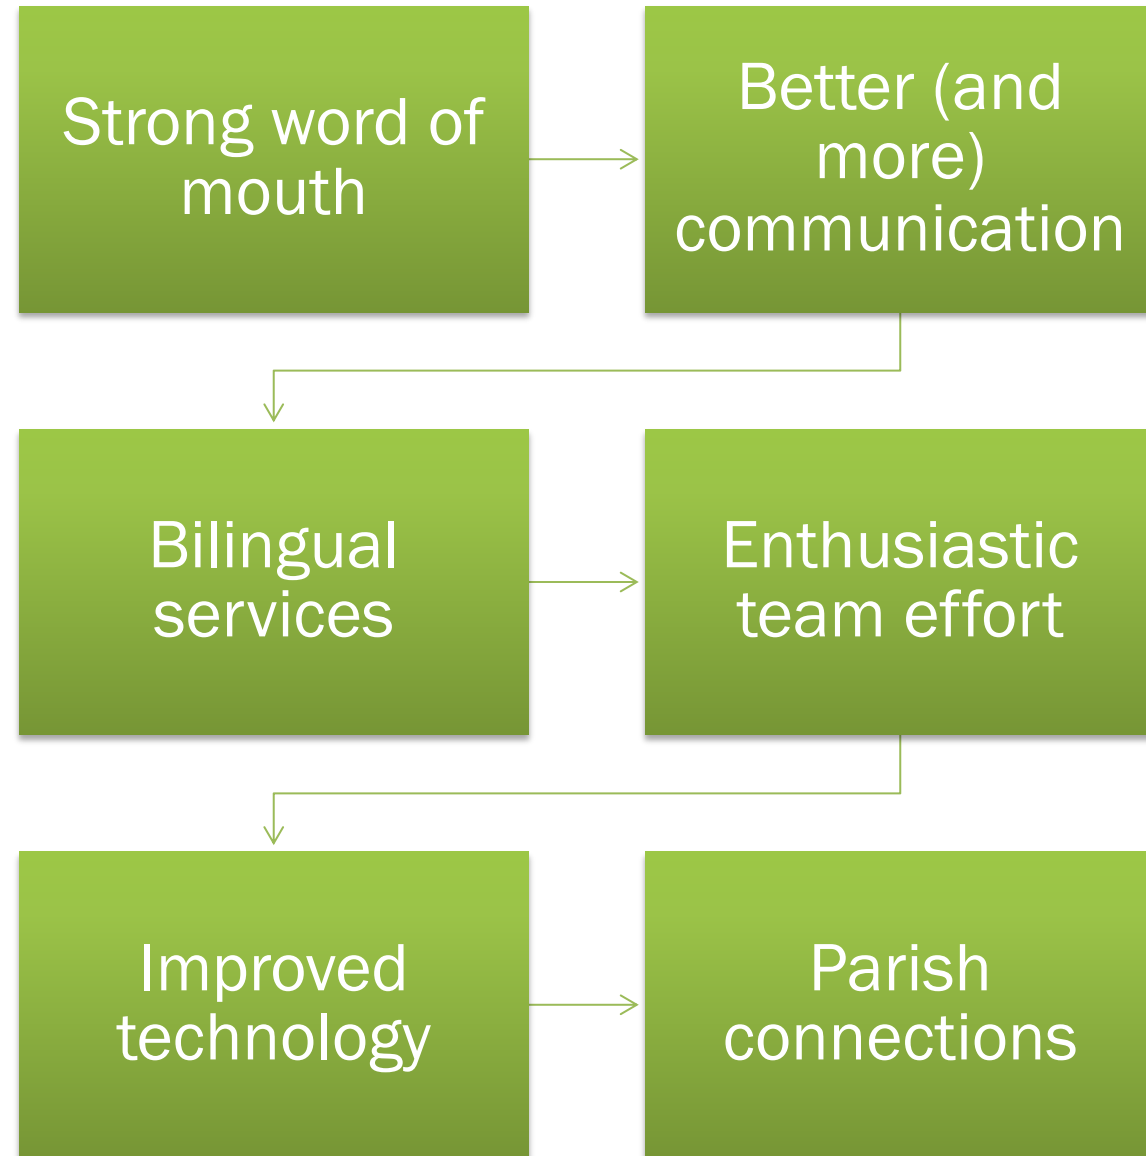 Strong word of
mouth
Better (and
more)
communication
Bilingual
services
Enthusiastic
team effort
Improved
technology
Parish
connections